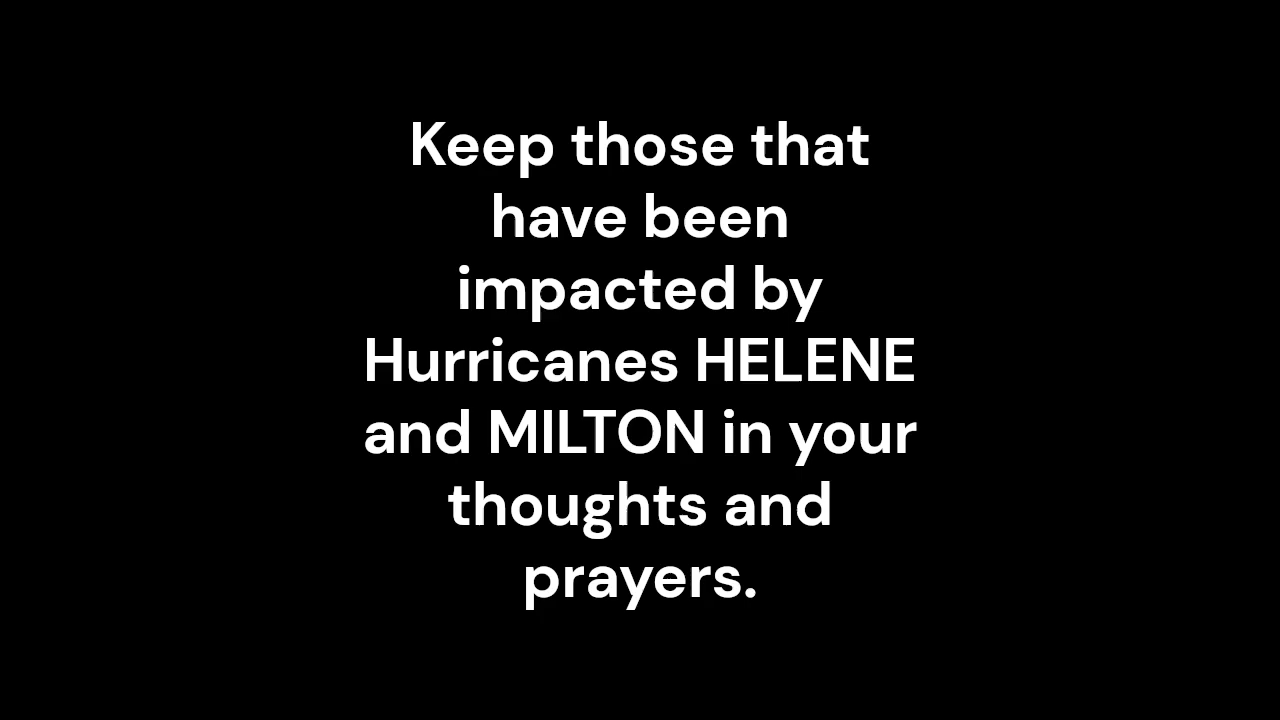 Keep those that
have been
impacted by
Hurricanes HELENE
and MILTON in your
thoughts and
prayers.